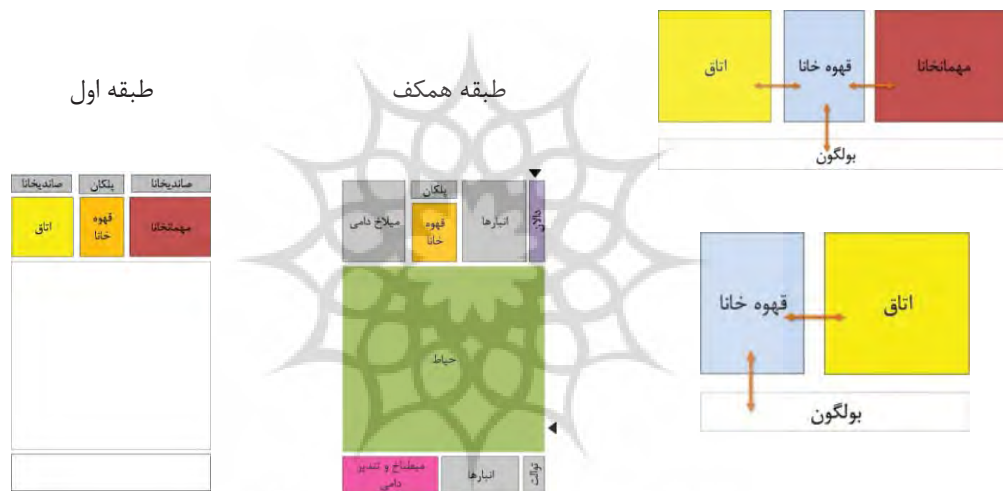 طبقه اول
طبقه همکف
اتاق
قهوه خانا
مهمانخانا
بولگون
صاندیخانا
پلکان
صاندیخانا
مهمانخانا
قهوه
خانا
اتاق
دالان
انبارها
پلکان
قهوه
خانا
میلاخ دامی
حیاط
توالت
انبارها
میطباخ و تندیر
دامی
اتاق
قهوه خانا
بولگون